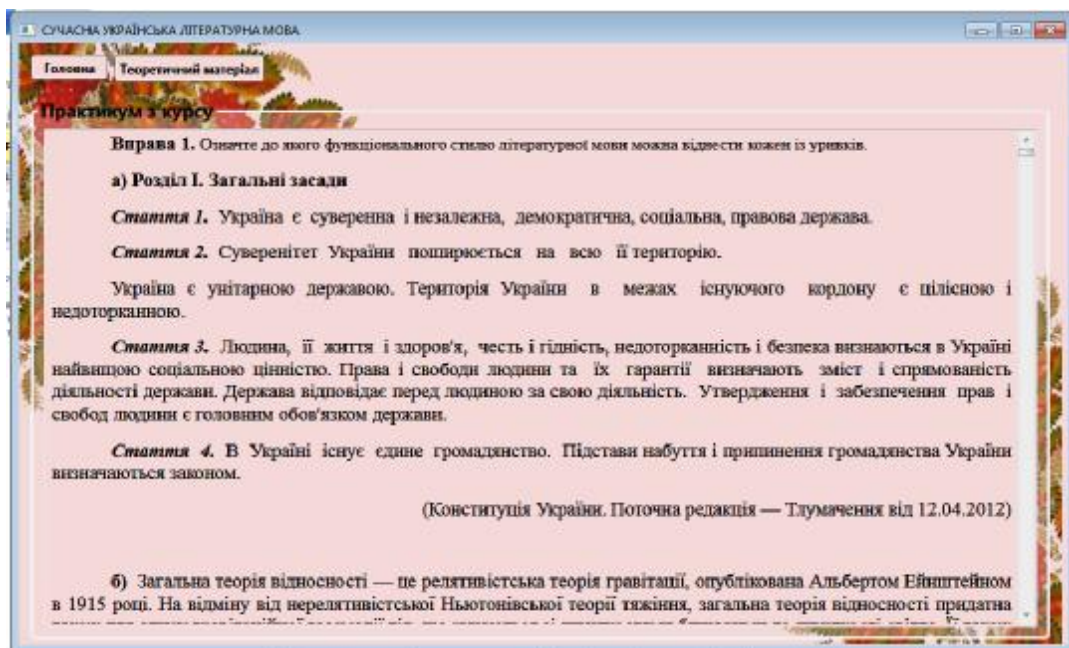 СУЧАСНА УКРАЇНСЬКА ЛІТЕРАТУРНА МОВА
Головна Теоретичний матеріал
Практикум з курсу
Вправа 1. Означте до якого функціонального стилю літературної мови можна віднести кожен із уривків.
а) Розділ I. Загальні засади
Стаття 1. Україна є суверенна і незалежна, демократична, соціальна, правова держава.
Стаття 2. Суверенітет України поширюється на всю її територію.
Україна є унітарною державою. Територія України в межах існуючого кордону є цілісною і
недоторканною.
Стаття 3. Людина, її життя і здоров'я, честь і гідність, недоторканність і безпека визнаються в Україні
найвищою соціальною цінністю. Права і свободи людини та їх гарантії визначають зміст і спрямованість
діяльності держави. Держава відповідає перед людиною за свою діяльність. Утвердження і забезпечення прав і
свобод людини є головним обов'язком держави.
Стаття 4. В Україні існує єдине громадянство. Підстави набуття і припинення громадянства України
визначаються законом.
(Конституція України. Поточна редакція — Тлумачення від 12.04.2012)
б) Загальна теорія відносності — це релятивістська теорія гравітації, опублікована Альбертом Ейнштейном
в 1915 році. На відміну від нерелятивістської Ньютонівської теорії тяжіння, загальна теорія відносності придатна